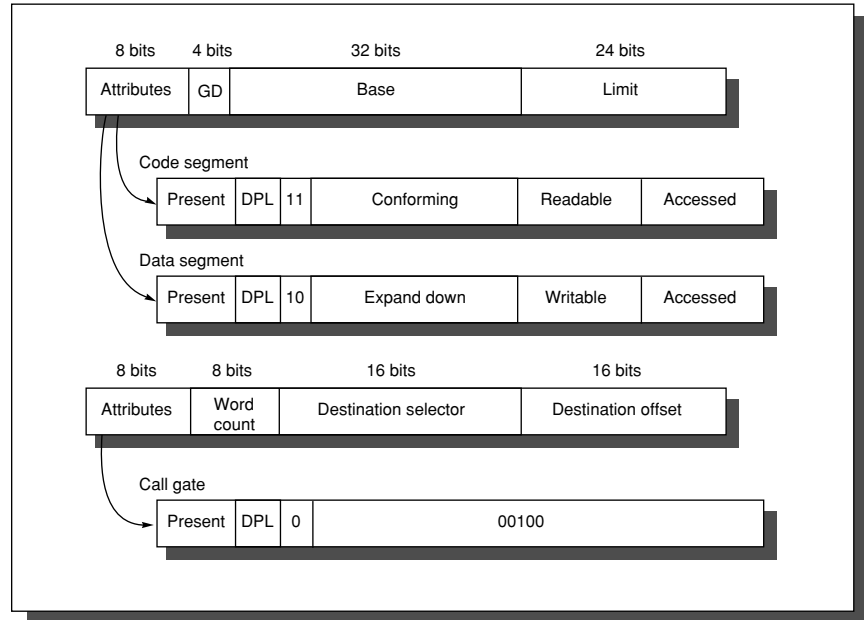 8 bits 4 bits 32 bits 24 bits
Attributes GD Base Limit
Code segment
Present DPL 11 Conforming Readable Accessed
Data segment
Present DPL 10 Expand down Writable Accessed
8 bits 8 bits 16 bits 16 bits
Attributes Word count Destination selector Destination offset
Call gate
Present DPL 0 00100